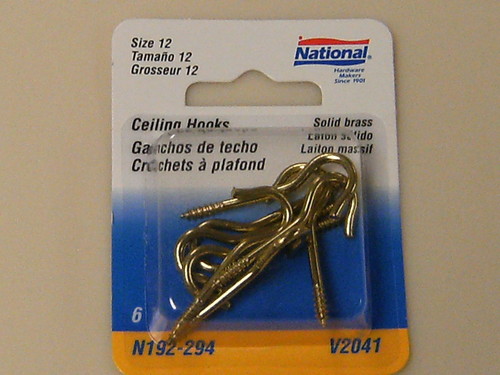 Size 12
Tamaño 12
Grosseur 12
National
Hardware
Makers
Since 1901
Ceiling Hooks
Ganchos de techo
Crochets à plafond
Solid brass
Latón sólido
Laiton massif
6
N192-294
V2041